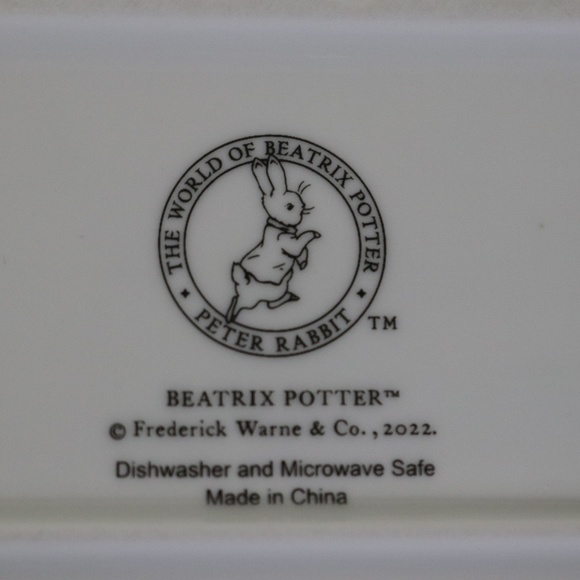 THE WORLD OF BEATRIX POTTER
PETER RABBIT
TM
BEATRIX POTTER™
© Frederick Warne & Co., 2022.
Dishwasher and Microwave Safe
Made in China